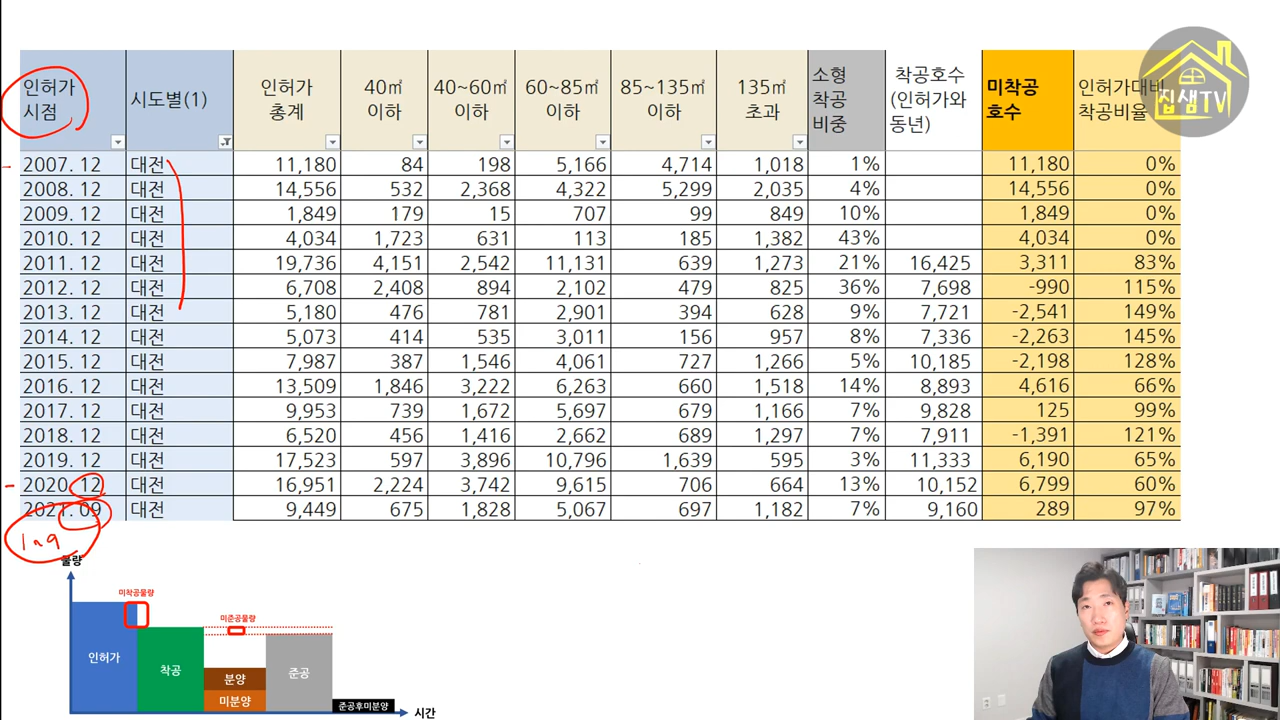 인허가 시점 시도별(1) 인허가 총계 40㎡ 이하 40~60㎡ 이하 60~85㎡ 이하 85~135㎡ 이하 135㎡ 초과 소형 착공 비중 착공호수 (인허가와 동년) 미착공 호수 인허가대비 착공비율
집샘TV
2007. 12 대전 11,180 84 198 5,166 4,714 1,018 1% 11,180 0%
2008. 12 대전 14,556 532 2,368 4,322 5,299 2,035 4% 14,556 0%
2009. 12 대전 1,849 179 15 707 99 849 10% 1,849 0%
2010. 12 대전 4,034 1,723 631 113 185 1,382 43% 4,034 0%
2011. 12 대전 19,736 4,151 2,542 11,131 639 1,273 21% 16,425 3,311 83%
2012. 12 대전 6,708 2,408 894 2,102 479 825 36% 7,698 -990 115%
2013. 12 대전 5,180 476 781 2,901 394 628 9% 7,721 -2,541 149%
2014. 12 대전 5,073 414 535 3,011 156 957 8% 7,336 -2,263 145%
2015. 12 대전 7,987 387 1,546 4,061 727 1,266 5% 10,185 -2,198 128%
2016. 12 대전 13,509 1,846 3,222 6,263 660 1,518 14% 8,893 4,616 66%
2017. 12 대전 9,953 739 1,672 5,697 679 1,166 7% 9,828 125 99%
2018. 12 대전 6,520 456 1,416 2,662 689 1,297 7% 7,911 -1,391 121%
2019. 12 대전 17,523 597 3,896 10,796 1,639 595 3% 11,333 6,190 65%
2020. 12 대전 16,951 2,224 3,742 9,615 706 664 13% 10,152 6,799 60%
2021. 09 대전 9,449 675 1,828 5,067 697 1,182 7% 9,160 289 97%
1~9
물량
미착공물량
미준공물량
인허가
착공
분양
미분양
준공
준공후미분양
시간